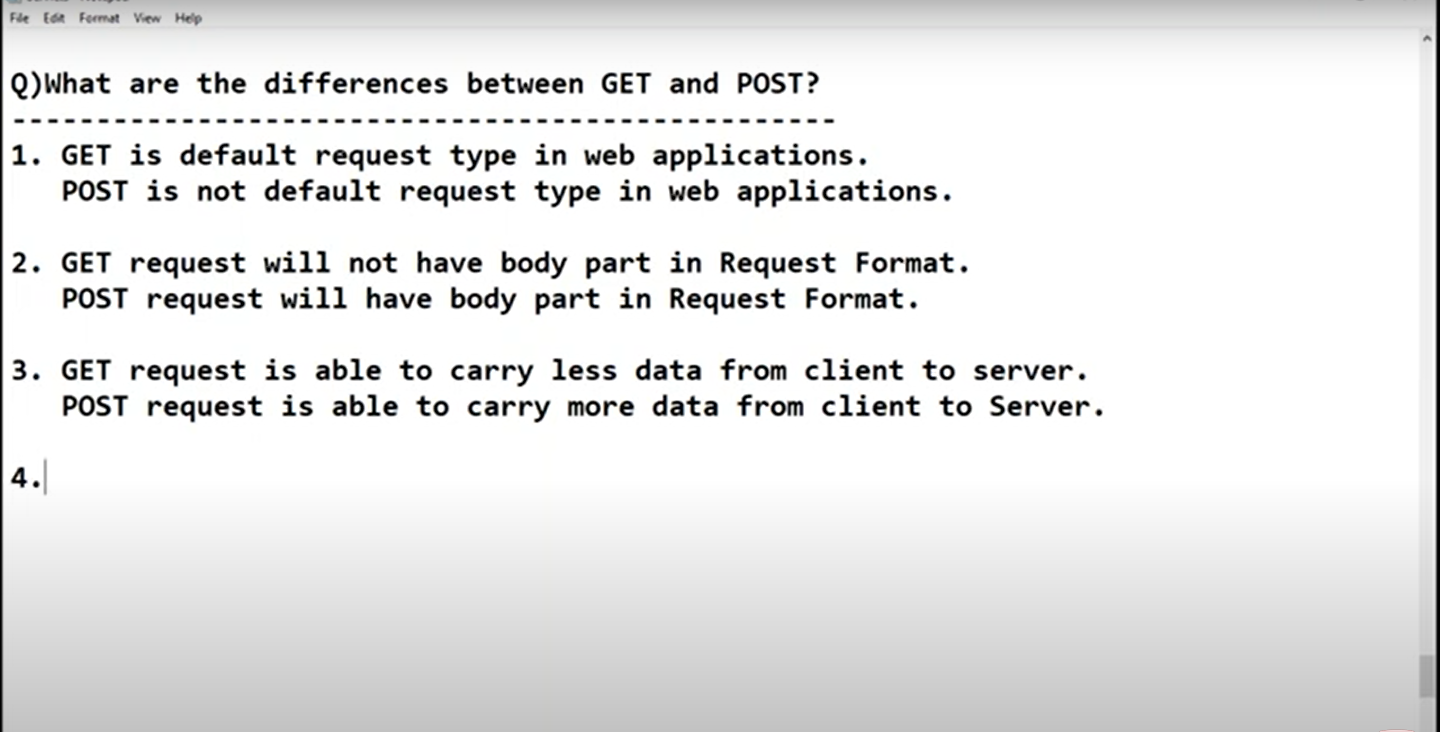 File Edit Format View Help
Q)What are the differences between GET and POST?
-------------------------------------------------
1. GET is default request type in web applications.
POST is not default request type in web applications.
2. GET request will not have body part in Request Format.
POST request will have body part in Request Format.
3. GET request is able to carry less data from client to server.
POST request is able to carry more data from client to Server.
4.